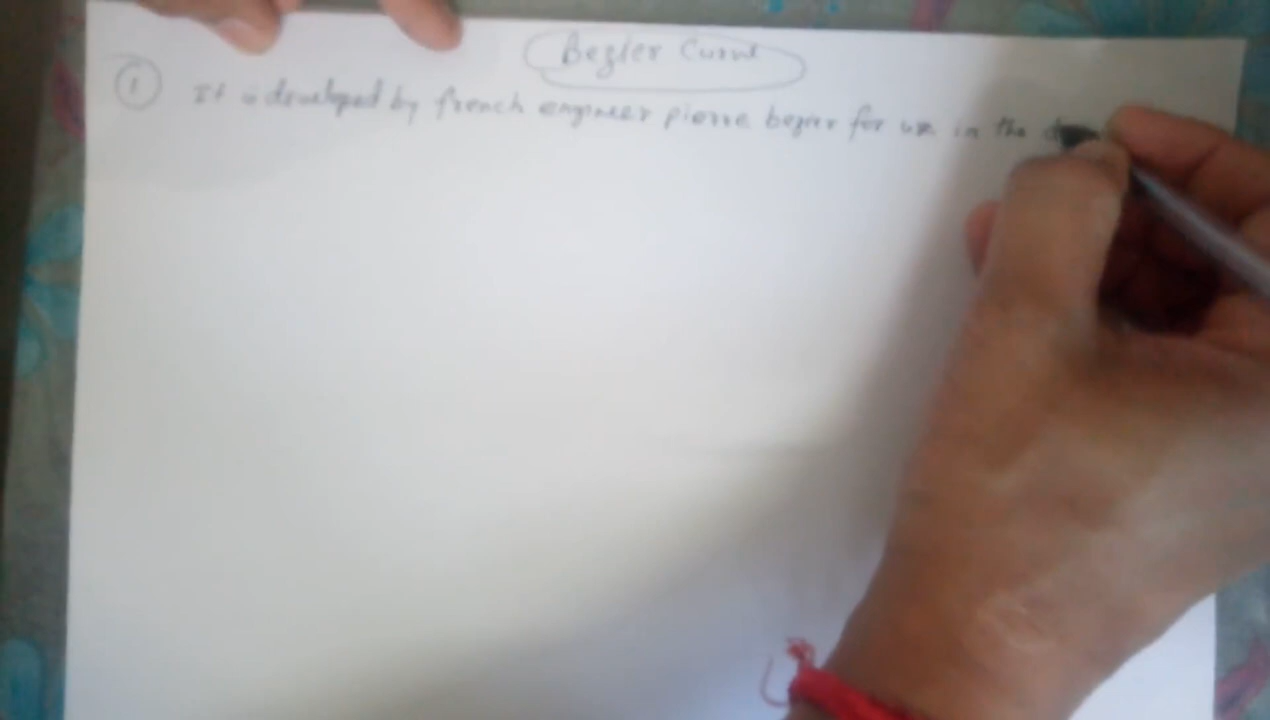 Bezier Curve
① It is developed by french engineer pierre bezier for use in the